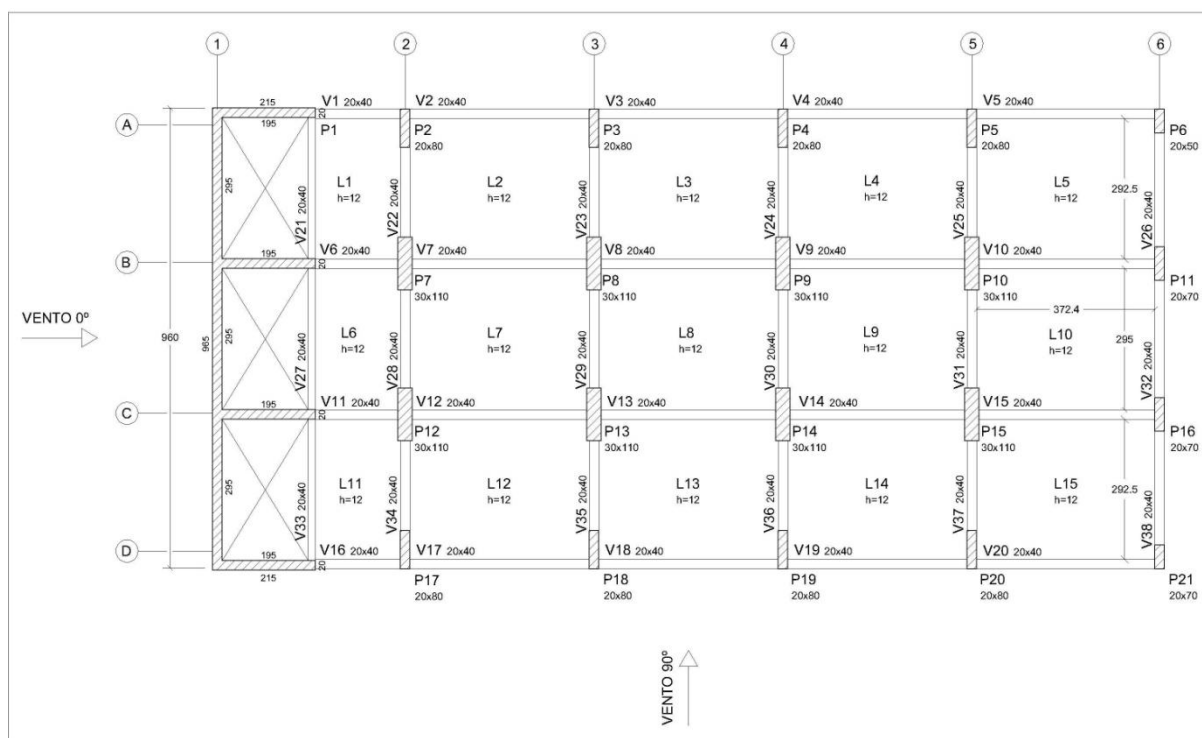 1 2 3 4 5 6
215 V1 20x40 V2 20x40 V3 20x40 V4 20x40 V5 20x40
A 195 20 P1 P2 P3 P4 P5 P6
20x80 20x80 20x80 20x80 20x50
295 V21 20x40 L1 V22 20x40 L2 V23 20x40 L3 V24 20x40 L4 V25 20x40 L5 292.5 V26 20x40
h=12 h=12 h=12 h=12 h=12
195 V6 20x40 V7 20x40 V8 20x40 V9 20x40 V10 20x40
B 20 P7 P8 P9 P10 P11
30x110 30x110 30x110 30x110 20x70
372.4
VENTO 0º 960 965 295 V27 20x40 L6 V28 20x40 L7 V29 20x40 L8 V30 20x40 L9 V31 20x40 L10 295 V32 20x40
h=12 h=12 h=12 h=12 h=12
195 V11 20x40 V12 20x40 V13 20x40 V14 20x40 V15 20x40
C 20 P12 P13 P14 P15 P16
30x110 30x110 30x110 30x110 20x70
295 V33 20x40 L11 V34 20x40 L12 V35 20x40 L13 V36 20x40 L14 V37 20x40 L15 292.5 V38 20x40
h=12 h=12 h=12 h=12 h=12
D 195 V16 20x40 V17 20x40 V18 20x40 V19 20x40 V20 20x40
215 20 P17 P18 P19 P20 P21
20x80 20x80 20x80 20x80 20x70
VENTO 90º